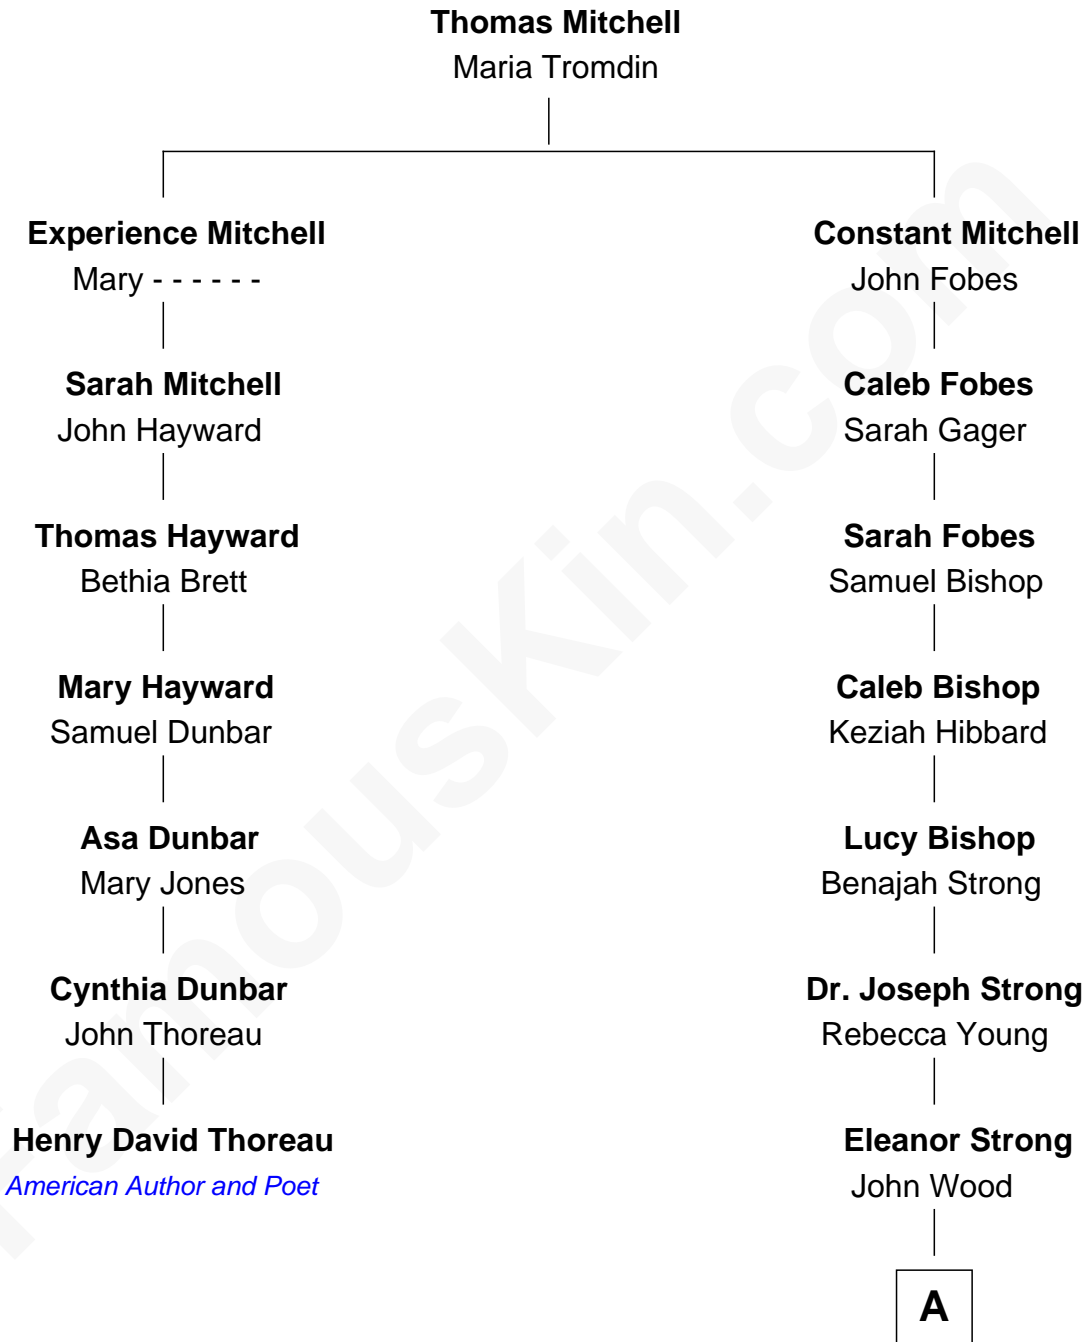 Thomas Mitchell
Maria Tromdin
Experience Mitchell
Mary - - - - - -
Constant Mitchell
John Fobes
Sarah Mitchell
John Hayward
Caleb Fobes
Sarah Gager
Thomas Hayward
Bethia Brett
Sarah Fobes
Samuel Bishop
Mary Hayward
Samuel Dunbar
Caleb Bishop
Keziah Hibbard
Asa Dunbar
Mary Jones
Lucy Bishop
Benajah Strong
Cynthia Dunbar
John Thoreau
Dr. Joseph Strong
Rebecca Young
Henry David Thoreau
American Author and Poet
Eleanor Strong
John Wood
A
FamousKin.com